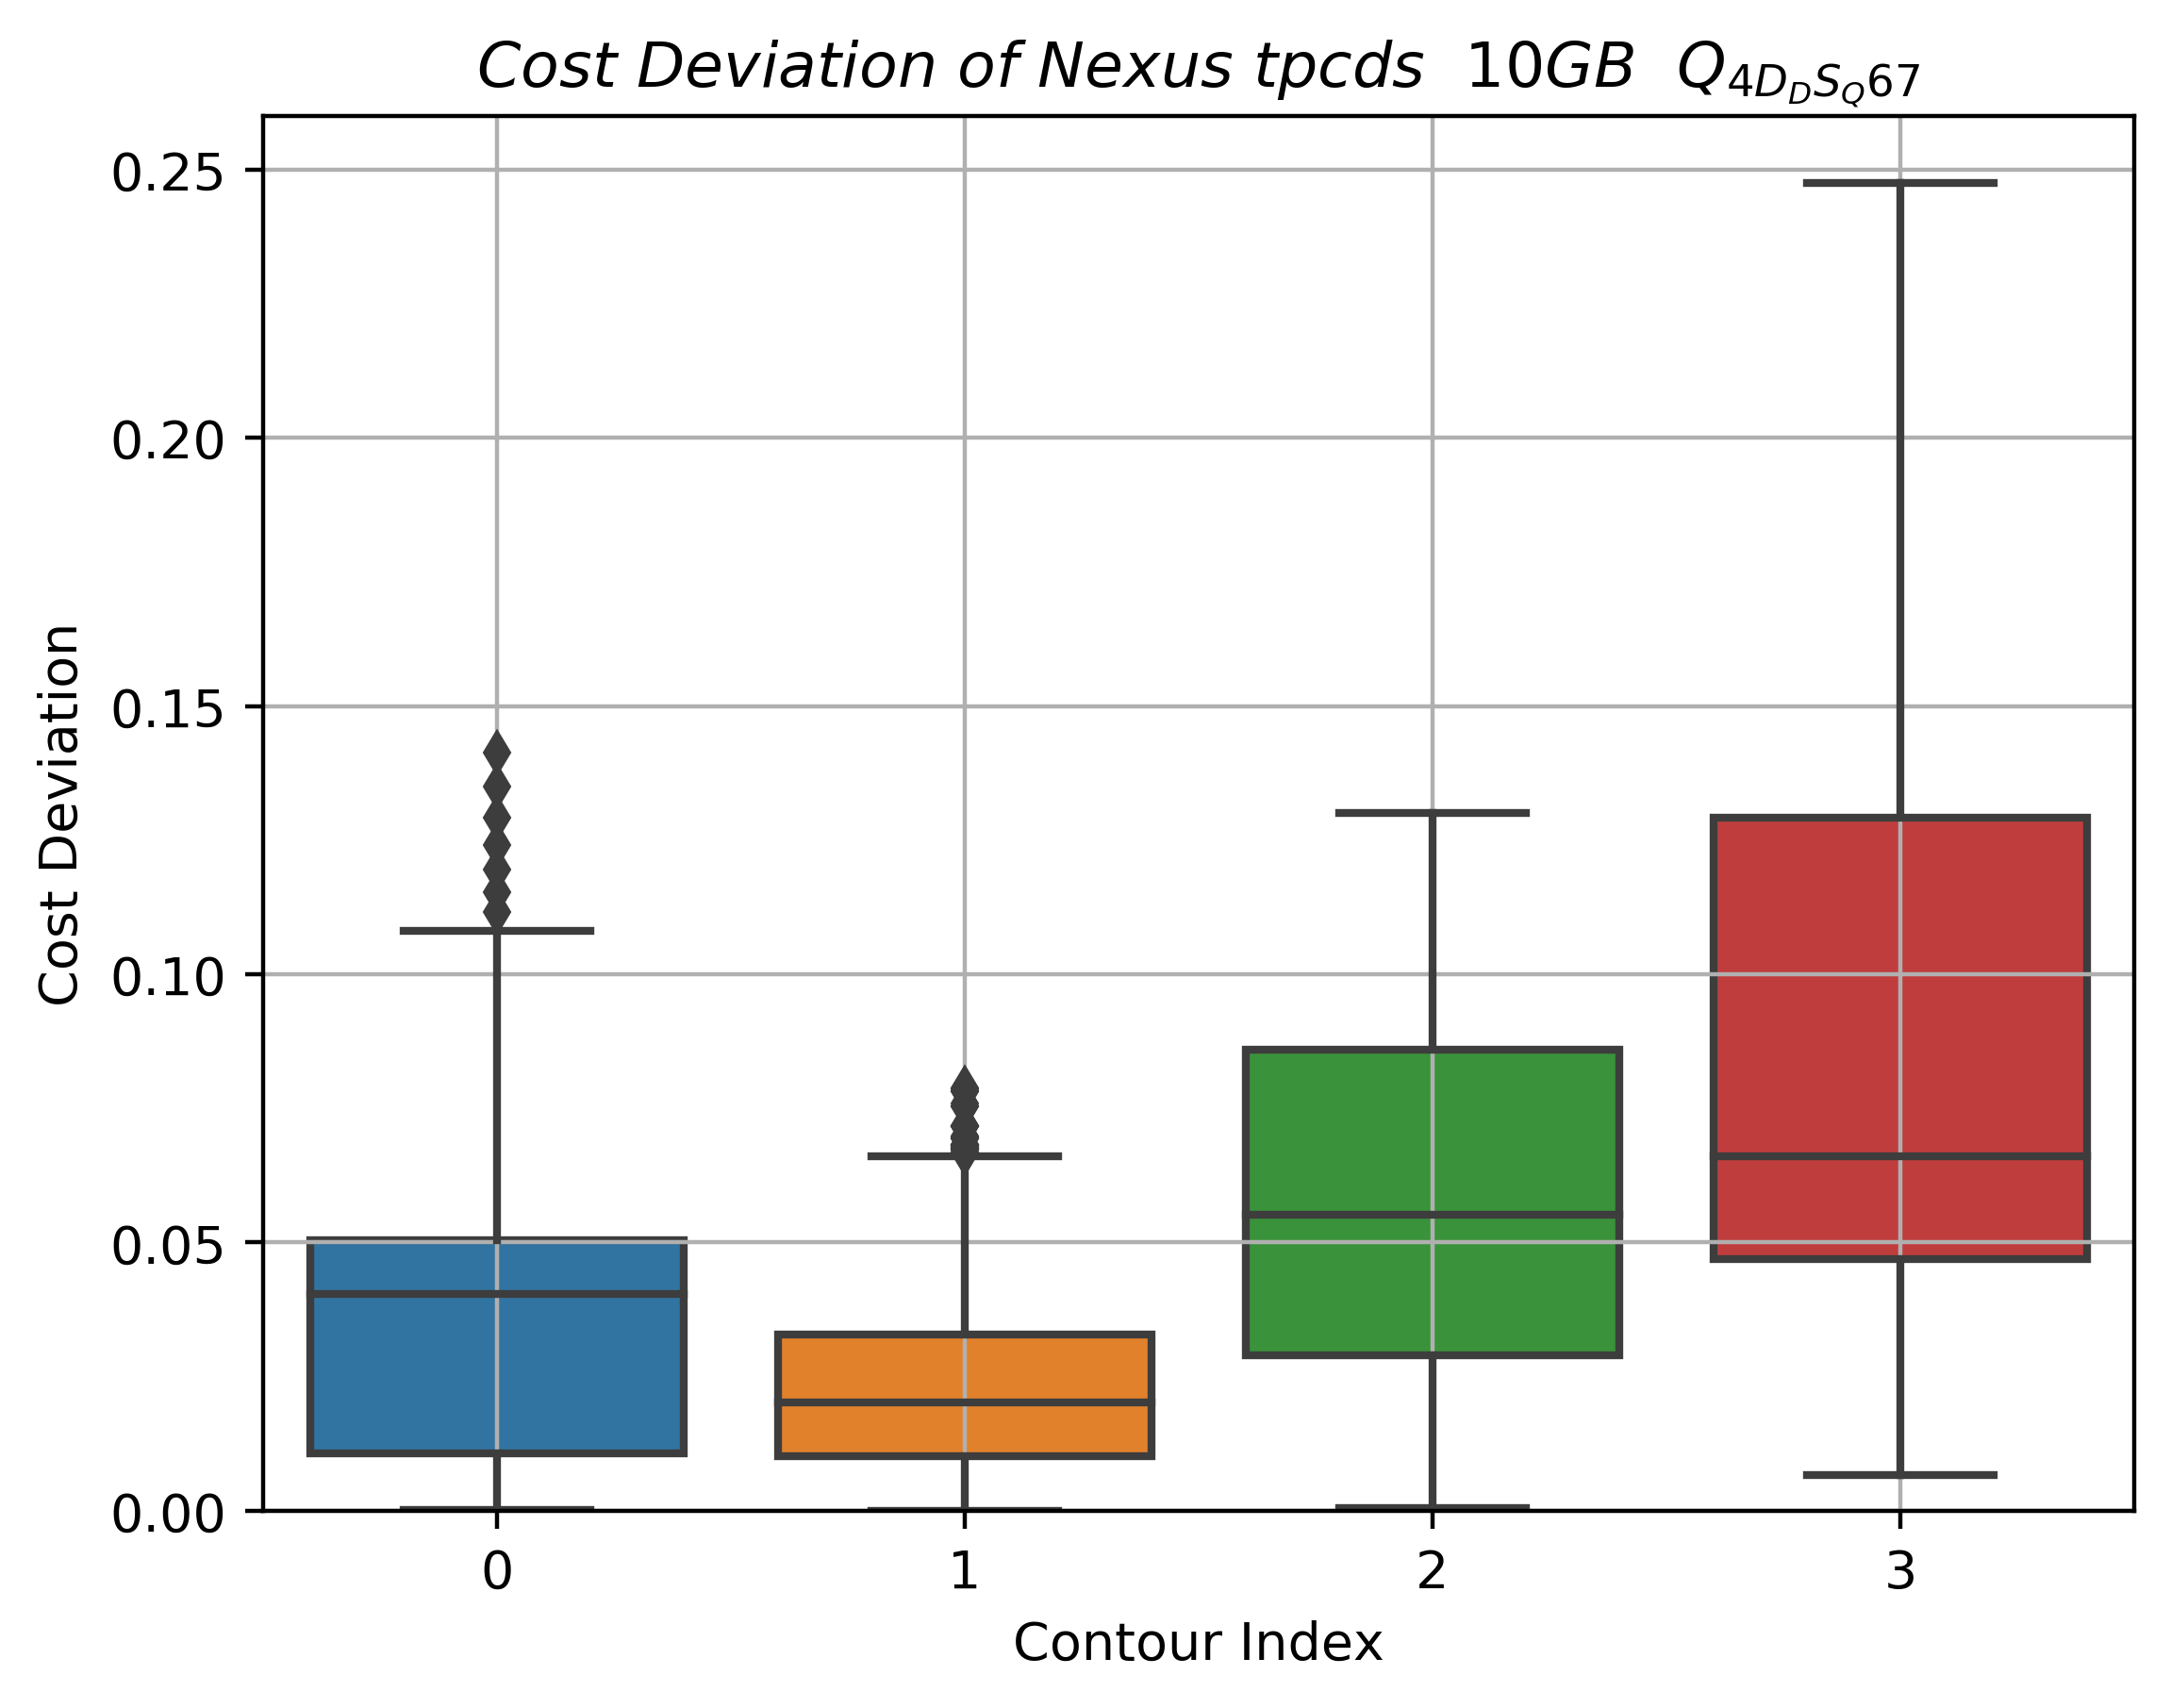 Cost Deviation of Nexus tpcds 10GB Q4DDSQ67
0.25
0.20
0.15
0.10
0.05
0.00
Cost Deviation
0 1 2 3
Contour Index